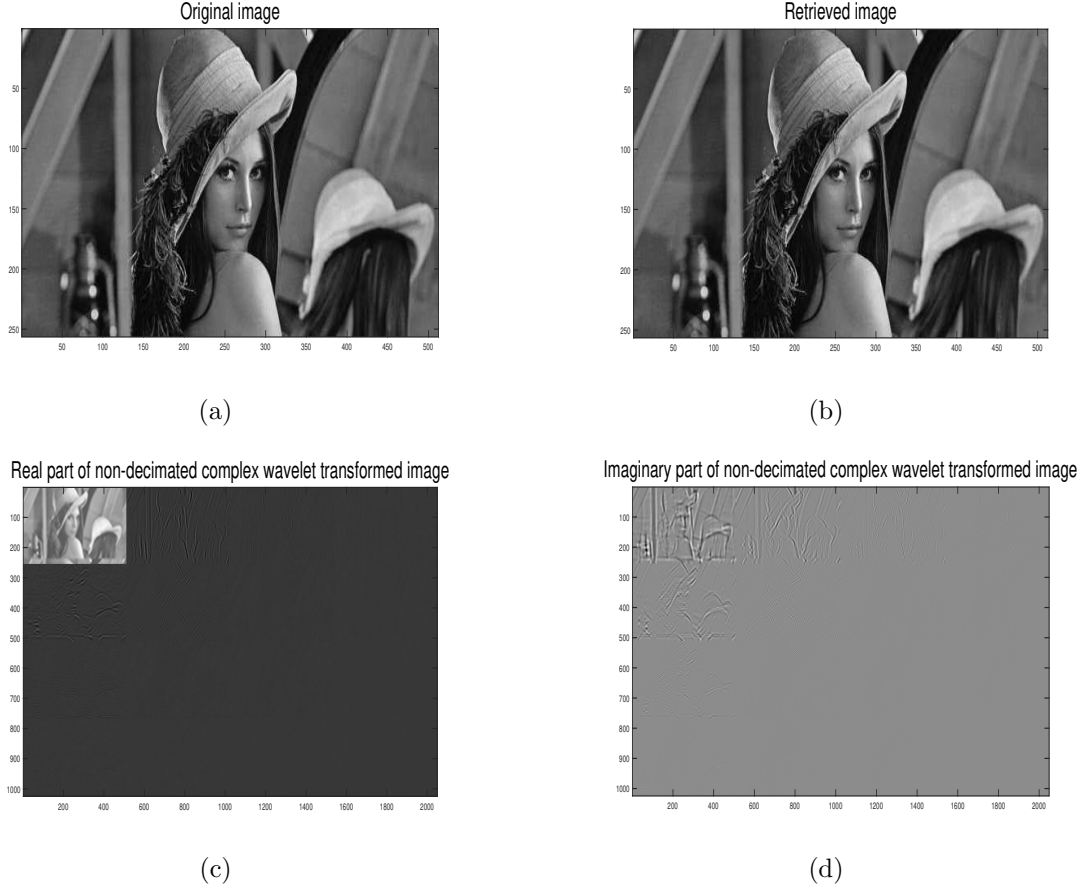 Original image
50
100
150
200
250
50 100 150 200 250 300 350 400 450 500
(a)
Retrieved image
50
100
150
200
250
50 100 150 200 250 300 350 400 450 500
(b)
Real part of non-decimated complex wavelet transformed image
100
200
300
400
500
600
700
800
900
1000
200 400 600 800 1000 1200 1400 1600 1800 2000
(c)
Imaginary part of non-decimated complex wavelet transformed image
100
200
300
400
500
600
700
800
900
1000
200 400 600 800 1000 1200 1400 1600 1800 2000
(d)